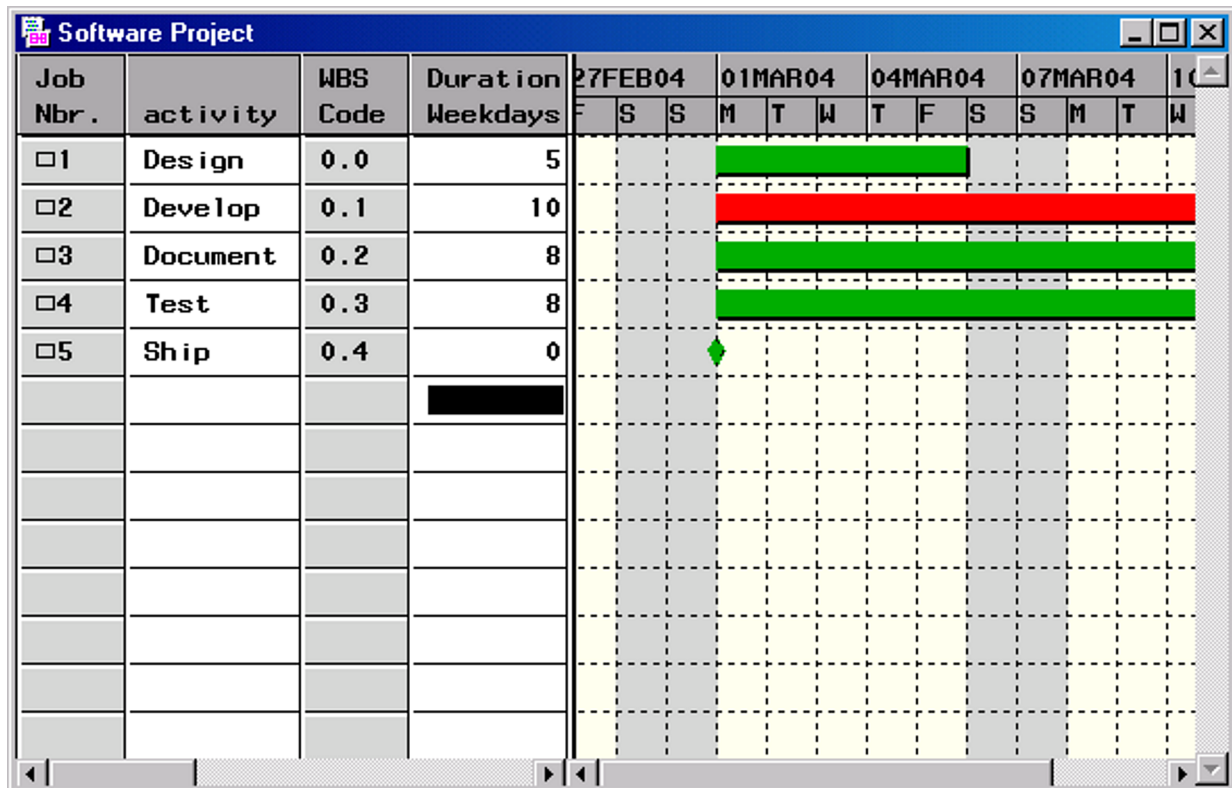 Software Project
Job Nbr. activity WBS Code Duration Weekdays
27FEB04 01MAR04 04MAR04 07MAR04
F S S M T W T F S S M T W
1 Design 0.0 5
2 Develop 0.1 10
3 Document 0.2 8
4 Test 0.3 8
5 Ship 0.4 0